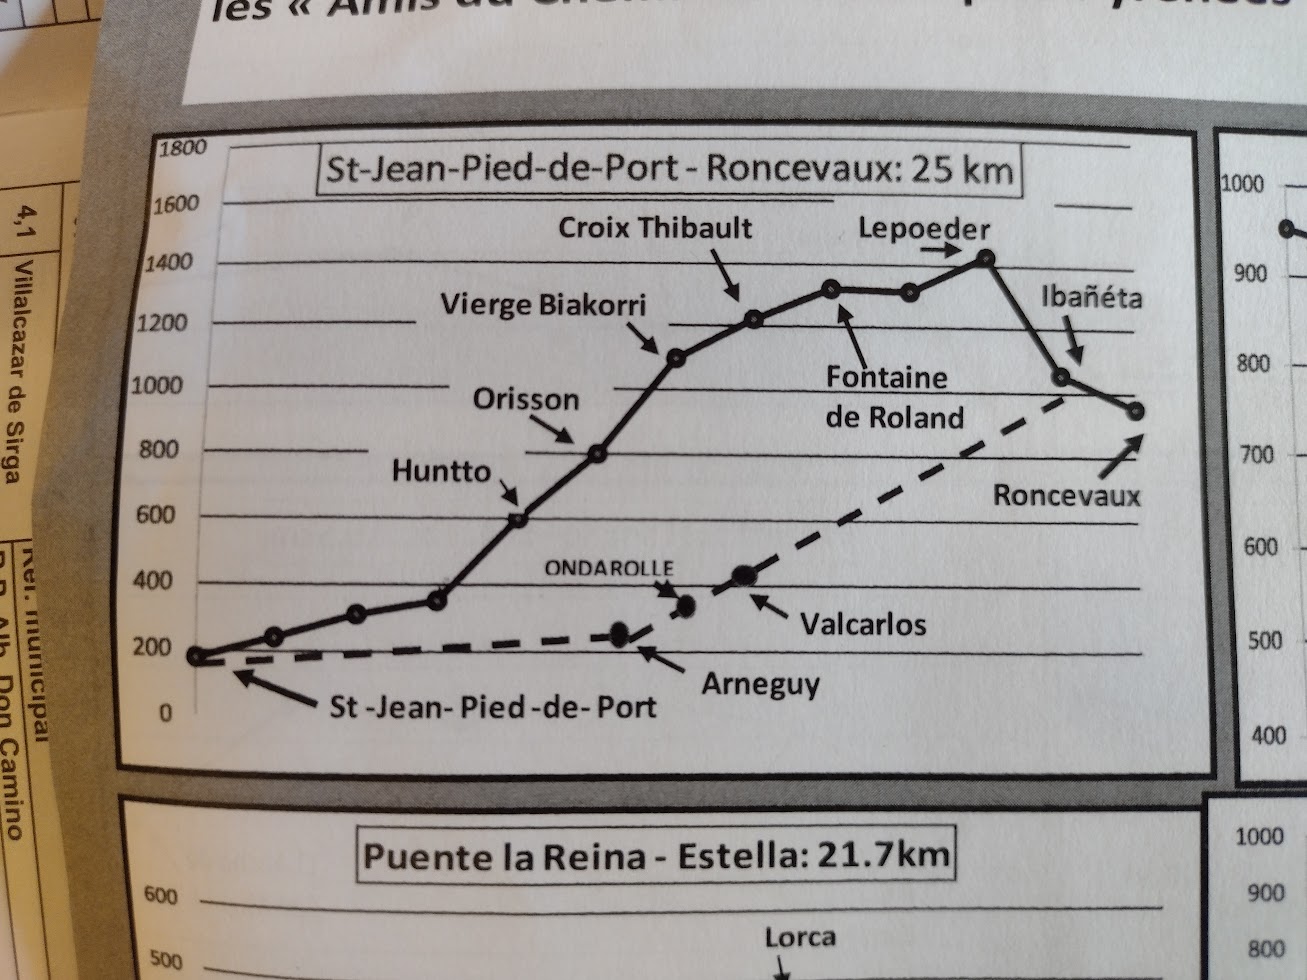 les « Amis du Chem
St-Jean-Pied-de-Port - Roncevaux: 25 km
1800
1600
1400
1200
1000
800
600
400
200
0
Croix Thibault
Lepoeder
Vierge Biakorri
Ibañéta
Orisson
Fontaine
de Roland
Huntto
Roncevaux
ONDAROLLE
Valcarlos
Arneguy
St -Jean- Pied -de- Port
4,1
Villalcazar de Sirga
Ref. municipal
Alb. Don Camino
1000
900
800
700
600
500
400
Puente la Reina - Estella: 21.7km
600
500
Lorca
1000
900
800